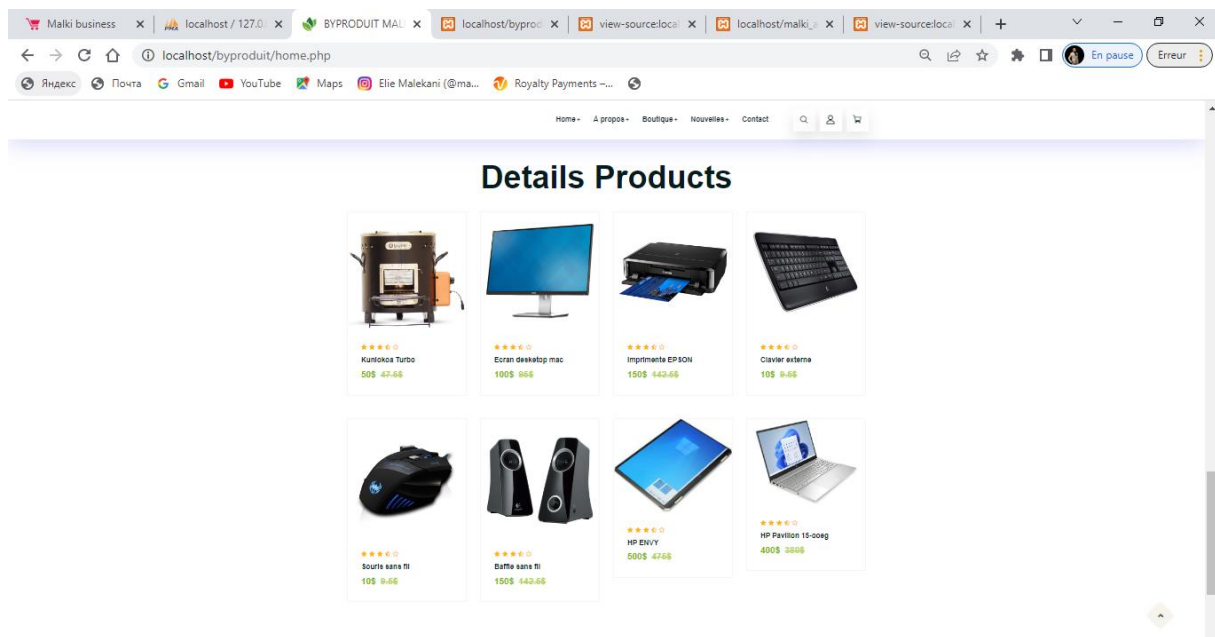 Malki business
localhost / 127.0.
BYPRODUIT MAL
localhost/byprod
view-source:local
localhost/malki_a
view-source:local
localhost/byproduit/home.php
En pause
Erreur
Яндекс
Почта
Gmail
YouTube
Maps
Elie Malekani (@ma...
Royalty Payments –...
Home
A propos
Boutique
Nouvelles
Contact
Details Products
Kuniokoa Turbo
50$ 47.5$
Ecran desketop mac
100$ 95$
Imprimente EPSON
150$ 142.5$
Clavier externe
10$ 9.5$
Souris sans fil
10$ 9.5$
Baffle sans fil
150$ 142.5$
HP ENVY
500$ 475$
HP Pavilion 15-ooeg
400$ 380$